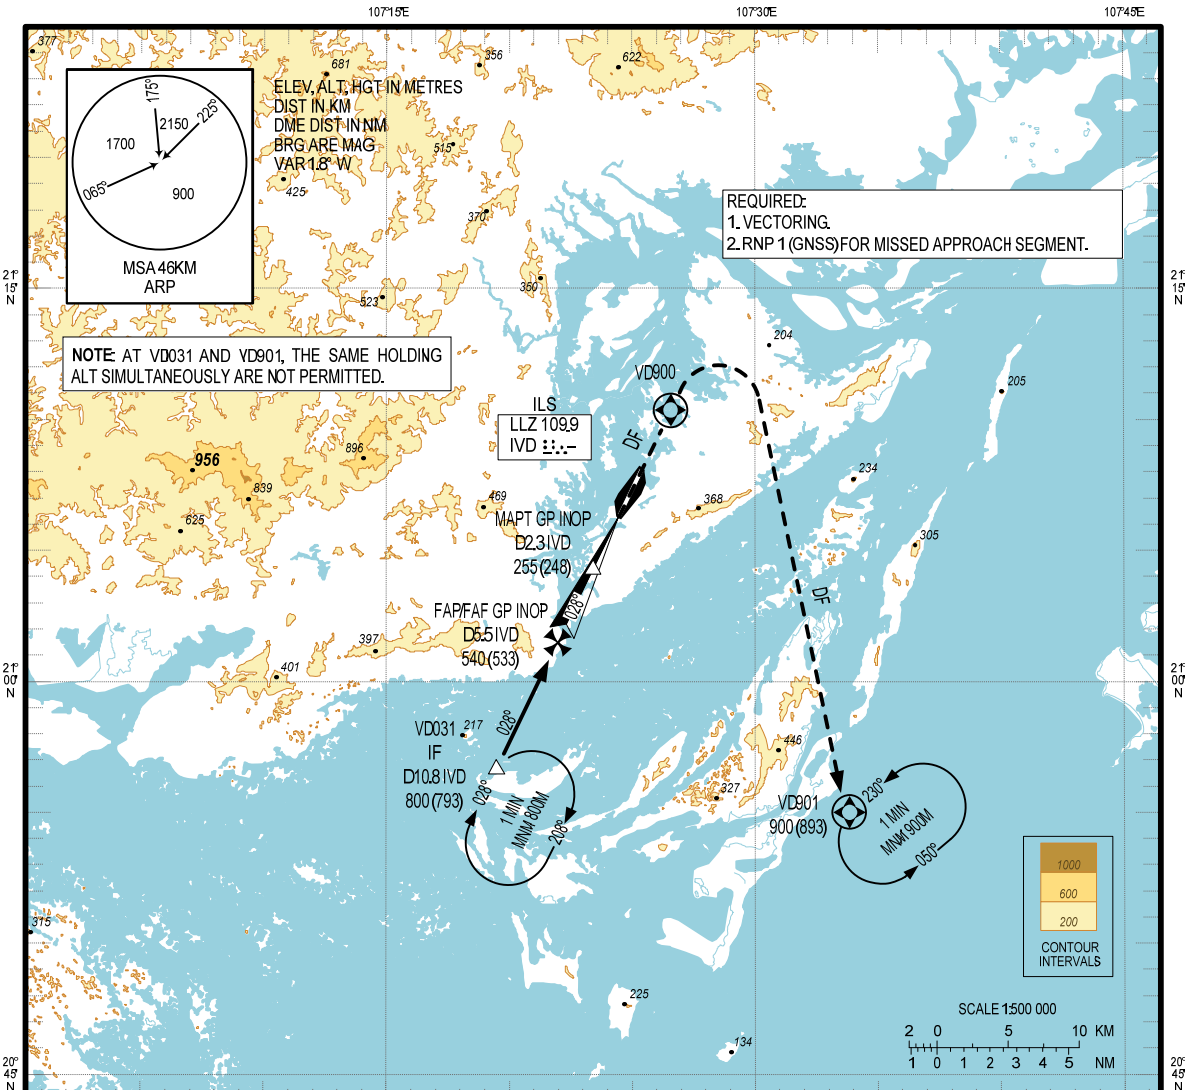 107°15'E
107°30'E
107°45'E
377
681
356
622
175°
225°
2150
1700
065°
900
MSA 46KM
ARP
ELEV, ALT, HGT IN METRES
DIST IN KM
DME DIST IN NM
BRG ARE MAG
VAR 1.8° W
515
425
370
REQUIRED:
1. VECTORING.
2. RNP 1 (GNSS) FOR MISSED APPROACH SEGMENT.
21°
15'
N
21°
15'
N
350
523
204
NOTE: AT VD031 AND VD901, THE SAME HOLDING
ALT SIMULTANEOUSLY ARE NOT PERMITTED.
VD900
205
ILS
LLZ 109.9
IVD
DF
896
956
839
625
469
234
368
305
MAPT GP INOP
D2.3 IVD
255 (248)
028°
DF
FAP/FAF GP INOP
D5.5 IVD
540 (533)
397
401
21°
00'
N
21°
00'
N
028°
VD031
217
IF
D10.8 IVD
800 (793)
028°
1 MIN
MNM 800M
208°
446
327
VD901
900 (893)
230°
1 MIN
MNM 900M
050°
1000
600
200
CONTOUR
INTERVALS
315
225
134
SCALE 1:500 000
2 0 5 10 KM
1 0 1 2 3 4 5 NM
20°
45'
N
20°
45'
N